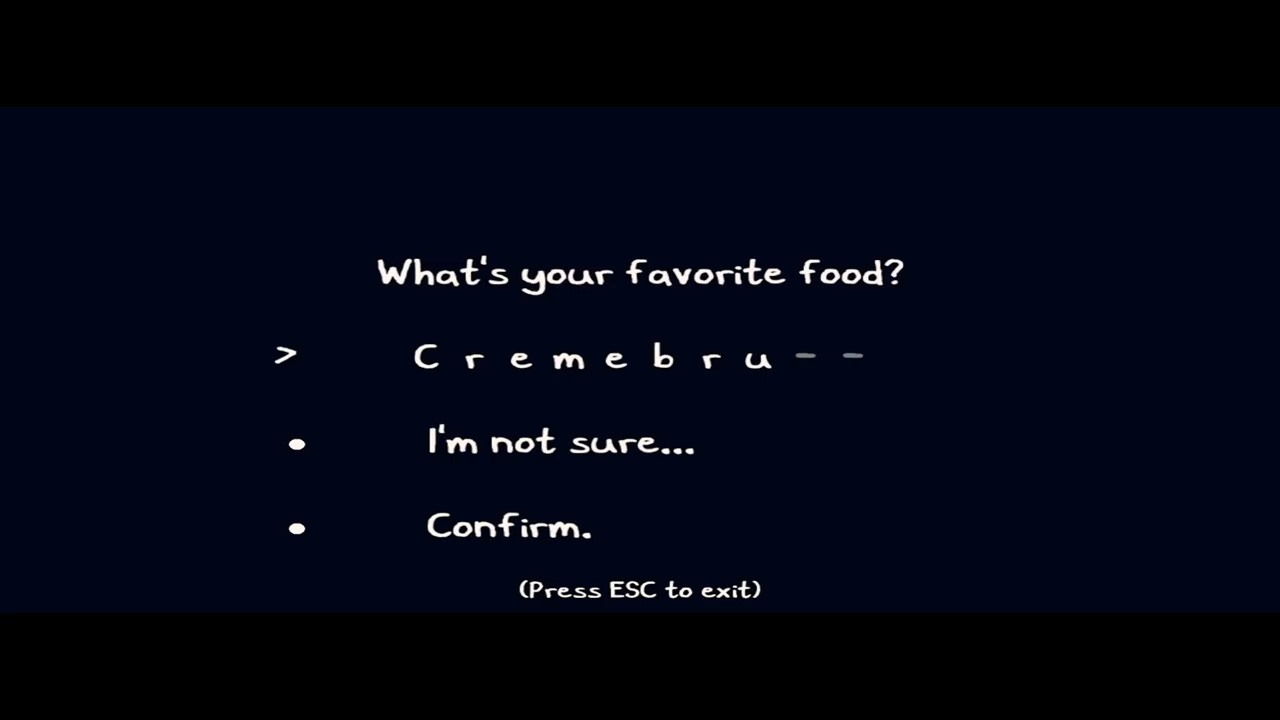 What's your favorite food?
> C r e m e b r u - -
• I'm not sure...
• Confirm.
(Press ESC to exit)